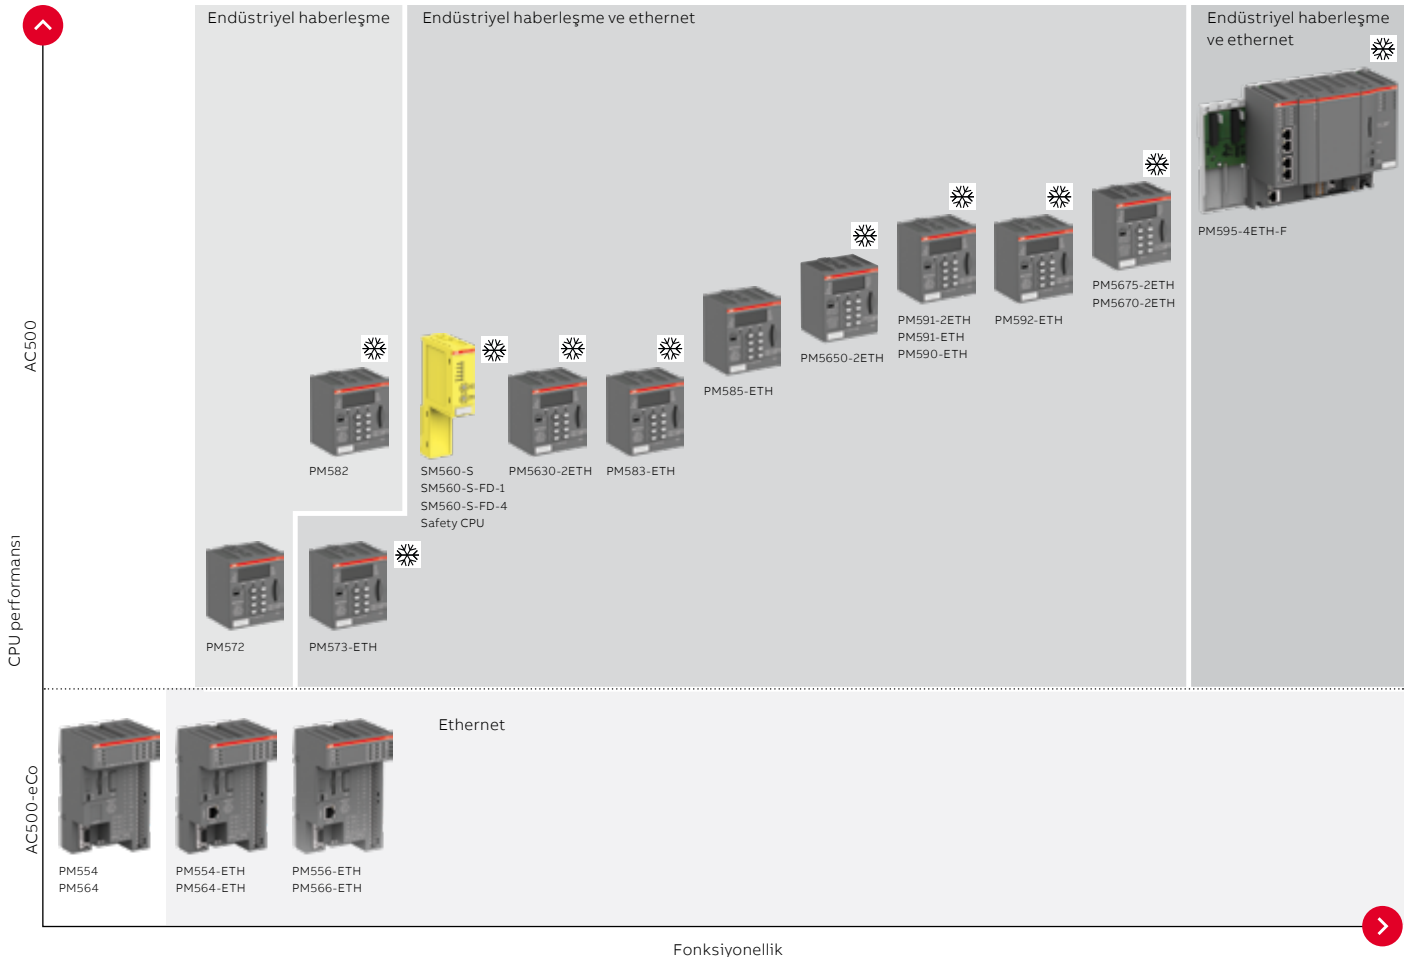 Endüstriyel haberleşme
Endüstriyel haberleşme ve ethernet
Endüstriyel haberleşme
ve ethernet
PM595-4ETH-F
PM5675-2ETH
PM5670-2ETH
PM591-2ETH
PM591-ETH
PM590-ETH
PM592-ETH
PM5650-2ETH
PM585-ETH
AC500
PM582
SM560-S
SM560-S-FD-1
SM560-S-FD-4
Safety CPU
PM5630-2ETH
PM583-ETH
CPU performansı
PM572
PM573-ETH
Ethernet
AC500-eCo
PM554
PM564
PM554-ETH
PM564-ETH
PM556-ETH
PM566-ETH
Fonksiyonellik